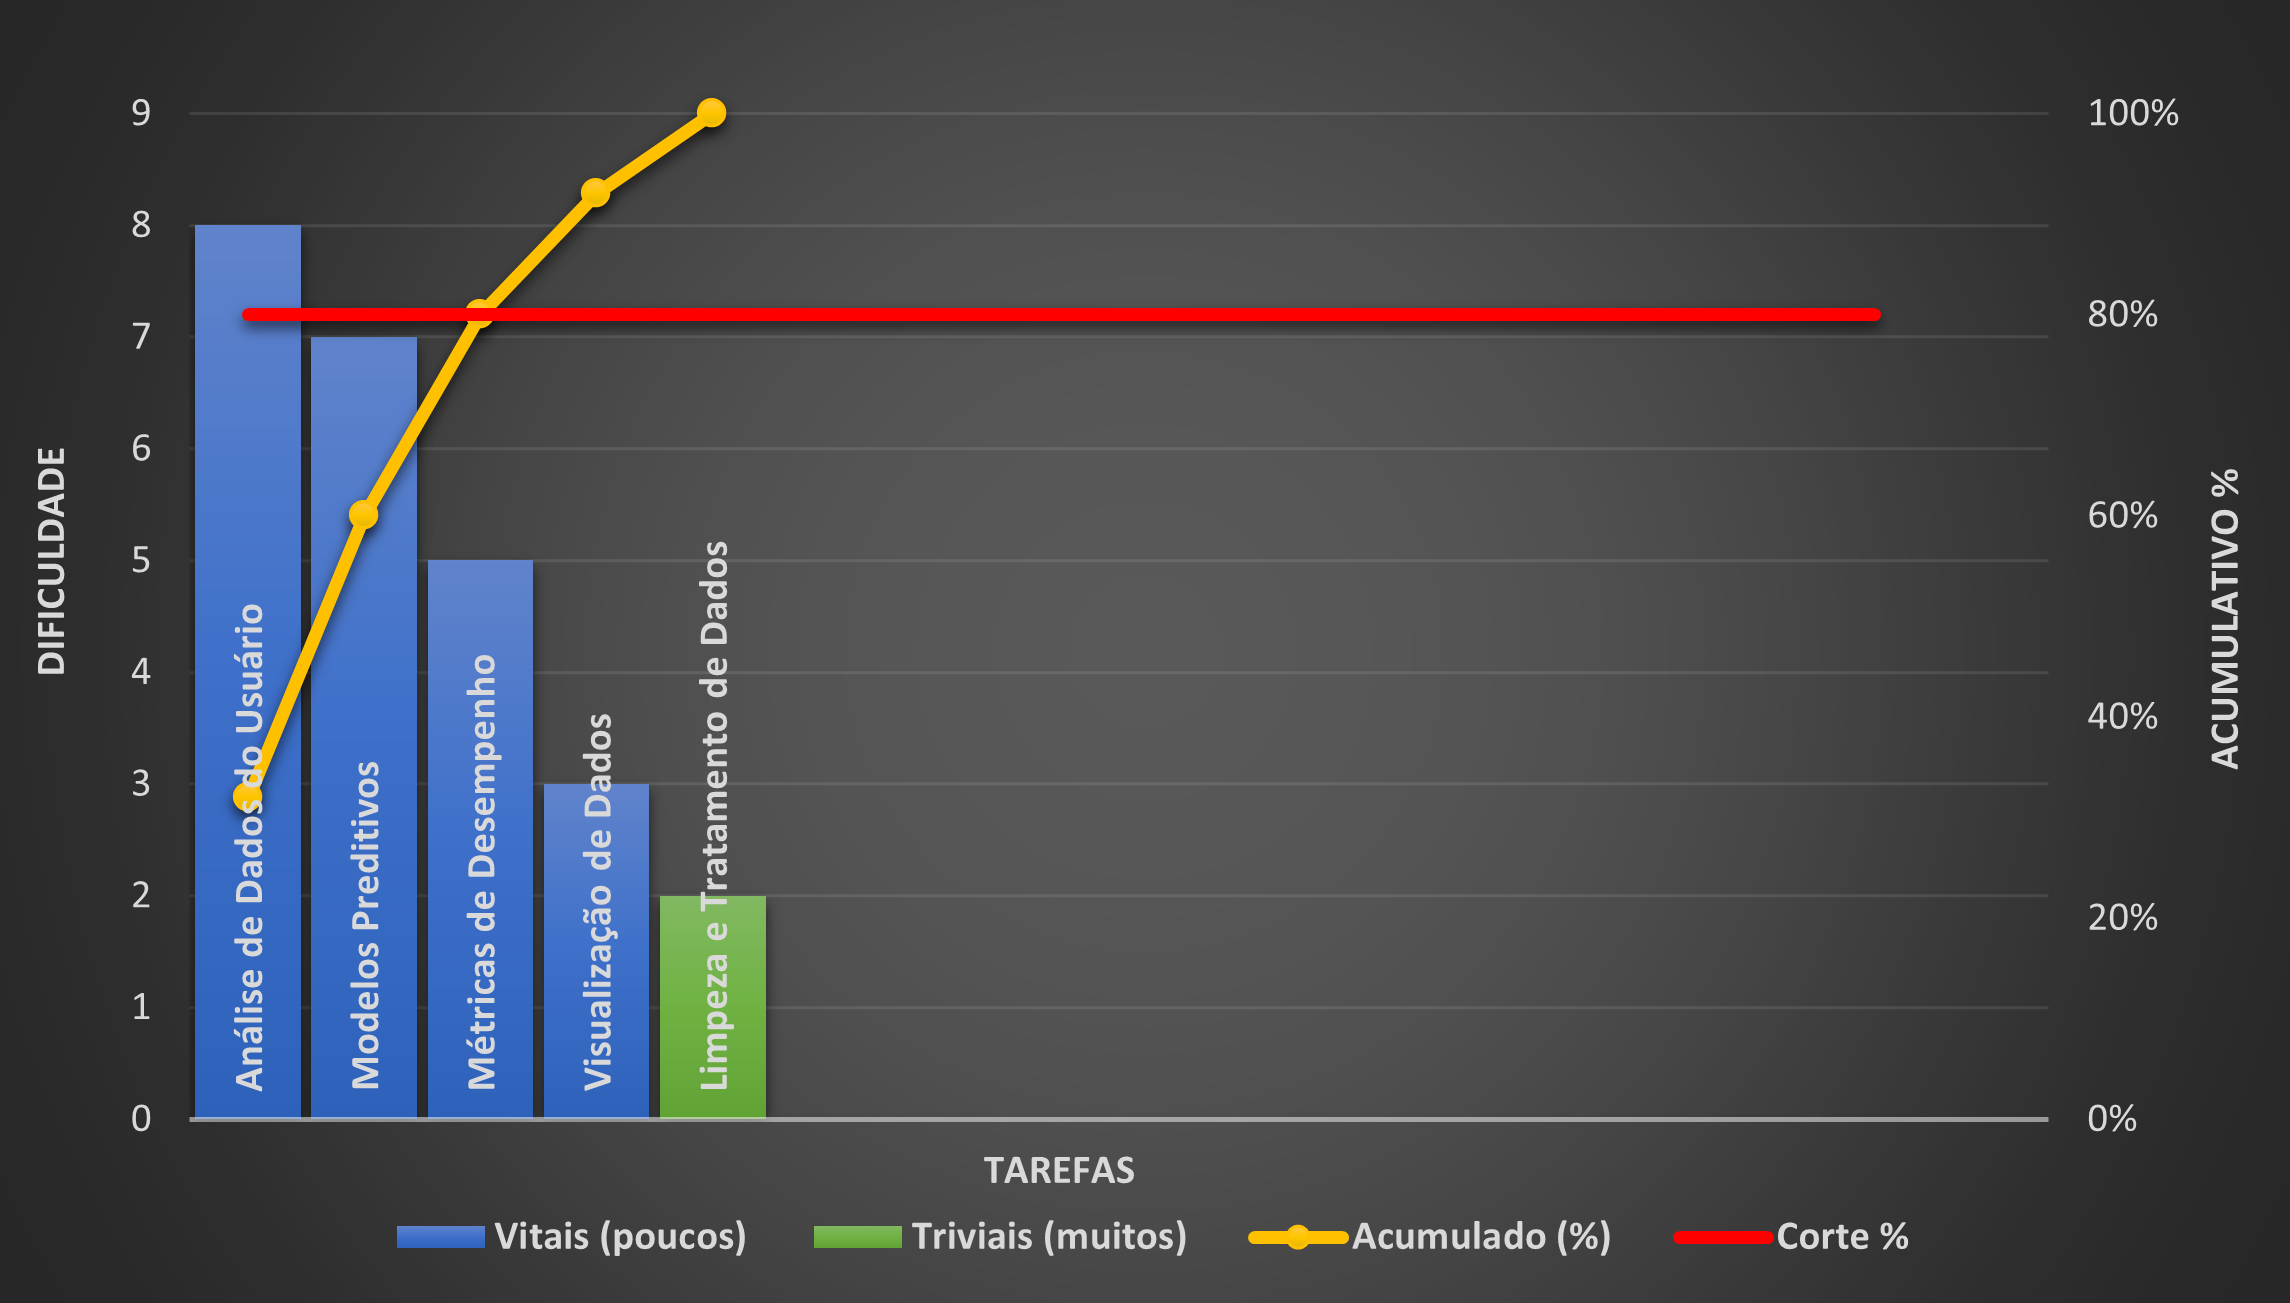 9
8
7
6
5
4
3
2
1
0
DIFICULDADE
100%
80%
60%
40%
20%
0%
ACUMULATIVO %
Análise de Dados do Usuário
Modelos Preditivos
Métricas de Desempenho
Visualização de Dados
Limpeza e Tratamento de Dados
TAREFAS
Vitais (poucos)
Triviais (muitos)
Acumulado (%)
Corte %